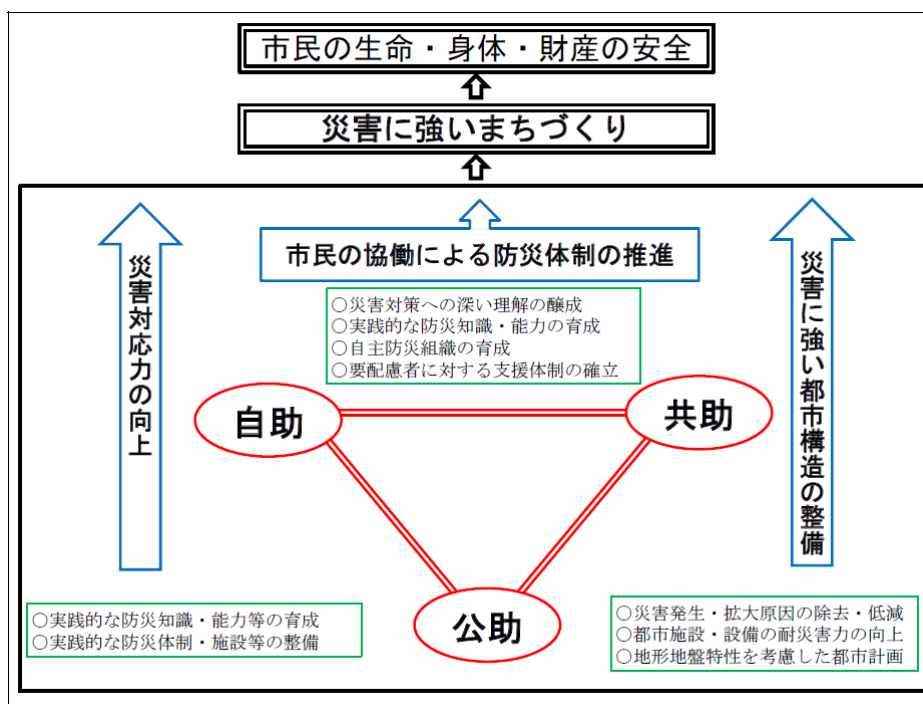 市民の生命・身体・財産の安全
災害に強いまちづくり
市民の協働による防災体制の推進
○災害対策への深い理解の醸成
○実践的な防災知識・能力の育成
○自主防災組織の育成
○要配慮者に対する支援体制の確立
災害対応力の向上
災害に強い都市構造の整備
自助
共助
公助
○実践的な防災知識・能力等の育成
○実践的な防災体制・施設等の整備
○災害発生・拡大原因の除去・低減
○都市施設・設備の耐災害力の向上
○地形地盤特性を考慮した都市計画